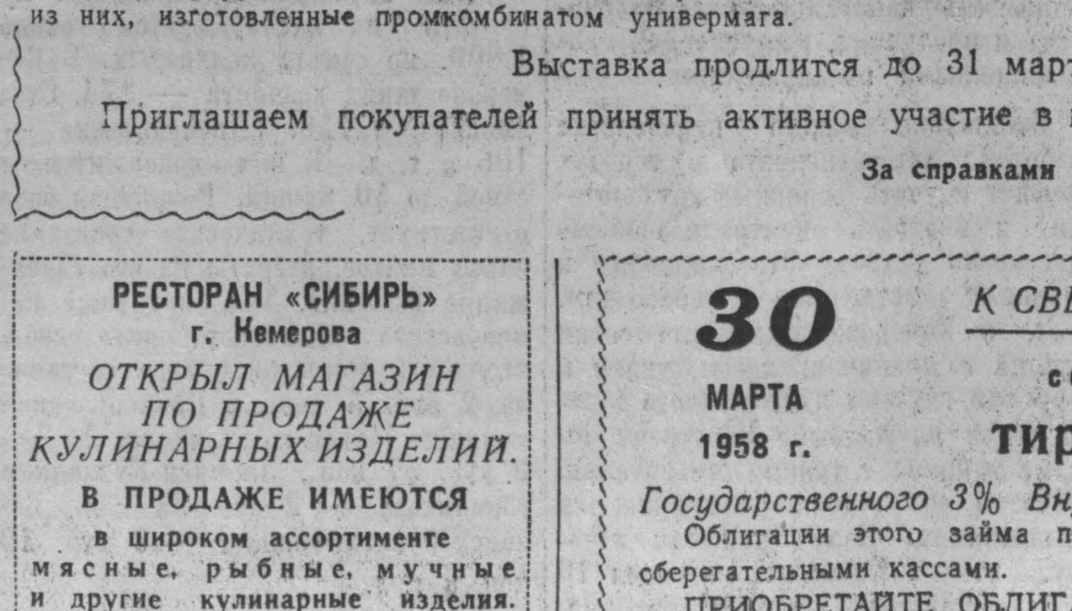 из них, изготовленные промкомбинатом универмага.
Выставка продлится до 31
Приглашаем покупателей принять активное участие в
За справками
РЕСТОРАН «СИБИРЬ»
г. Кемерова
ОТКРЫЛ МАГАЗИН
ПО ПРОДАЖЕ
КУЛИНАРНЫХ ИЗДЕЛИЙ.
В ПРОДАЖЕ ИМЕЮТСЯ
в широком ассортименте
мясные, рыбные, мучные
и другие кулинарные изделия.
30
МАРТА
1958 г.
К
Государственного 3%
Облигации этого займа
сберегательными кассами.
ПРИОБРЕТАЙТЕ